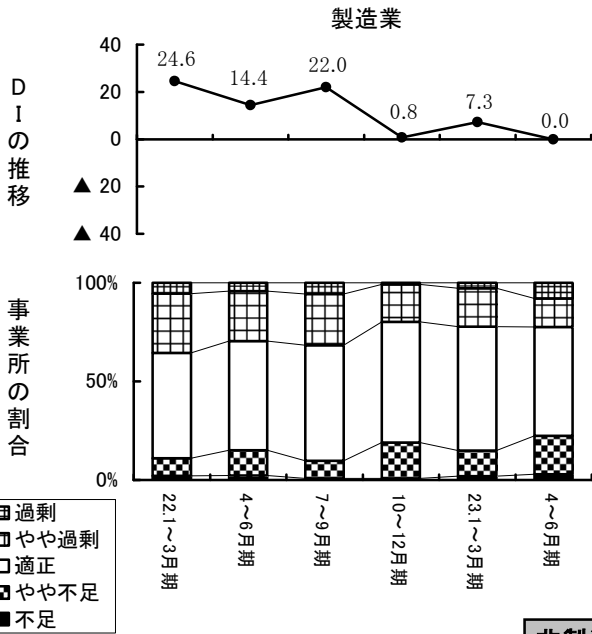 製造業
DIの推移
40
20
0
▲ 20
▲ 40
24.6
14.4
22.0
0.8
7.3
0.0
事業所の割合
100%
50%
0%
22.1～3月期
4～6月期
7～9月期
10～12月期
23.1～3月期
4～6月期
過剰
やや過剰
適正
やや不足
不足